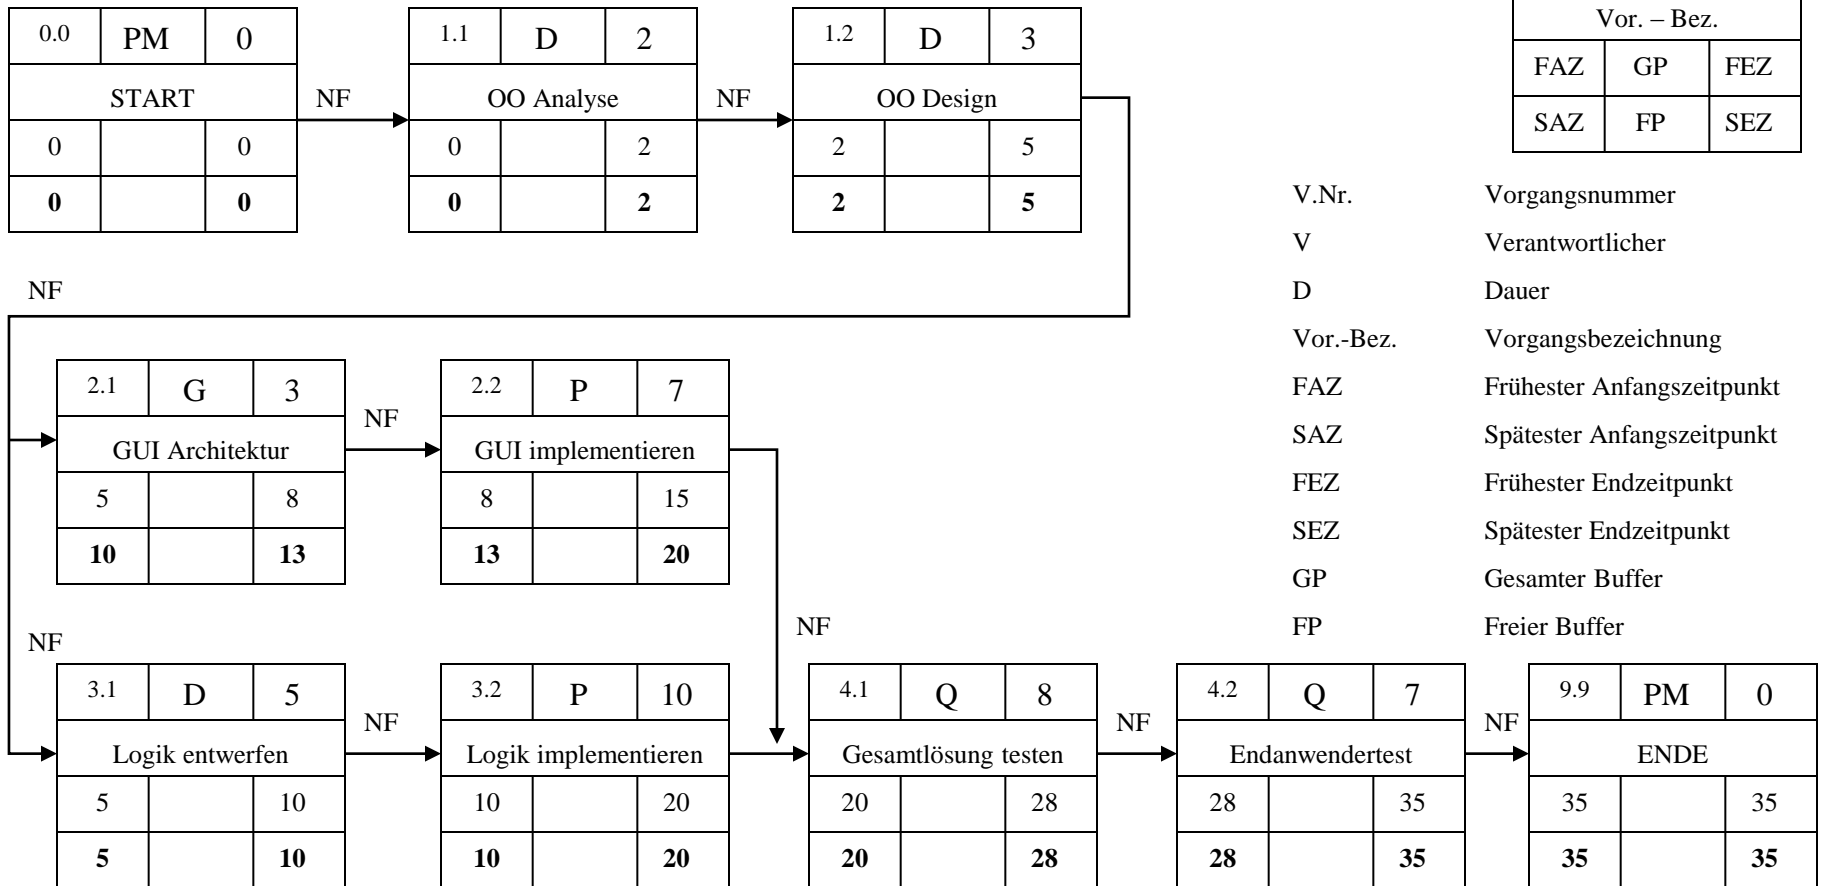 0.0 PM 0
START
0 0
0 0
NF
1.1 D 2
OO Analyse
0 2
0 2
NF
1.2 D 3
OO Design
2 5
2 5
Vor. – Bez.
FAZ GP FEZ
SAZ FP SEZ
V.Nr. Vorgangsnummer
V Verantwortlicher
D Dauer
Vor.-Bez. Vorgangsbezeichnung
FAZ Frühester Anfangszeitpunkt
SAZ Spätester Anfangszeitpunkt
FEZ Frühester Endzeitpunkt
SEZ Spätester Endzeitpunkt
GP Gesamter Buffer
FP Freier Buffer
NF
2.1 G 3
GUI Architektur
5 8
10 13
NF
2.2 P 7
GUI implementieren
8 15
13 20
NF
NF
3.1 D 5
Logik entwerfen
5 10
5 10
NF
3.2 P 10
Logik implementieren
10 20
10 20
4.1 Q 8
Gesamtlösung testen
20 28
20 28
NF
4.2 Q 7
Endanwendertest
28 35
28 35
NF
9.9 PM 0
ENDE
35 35
35 35